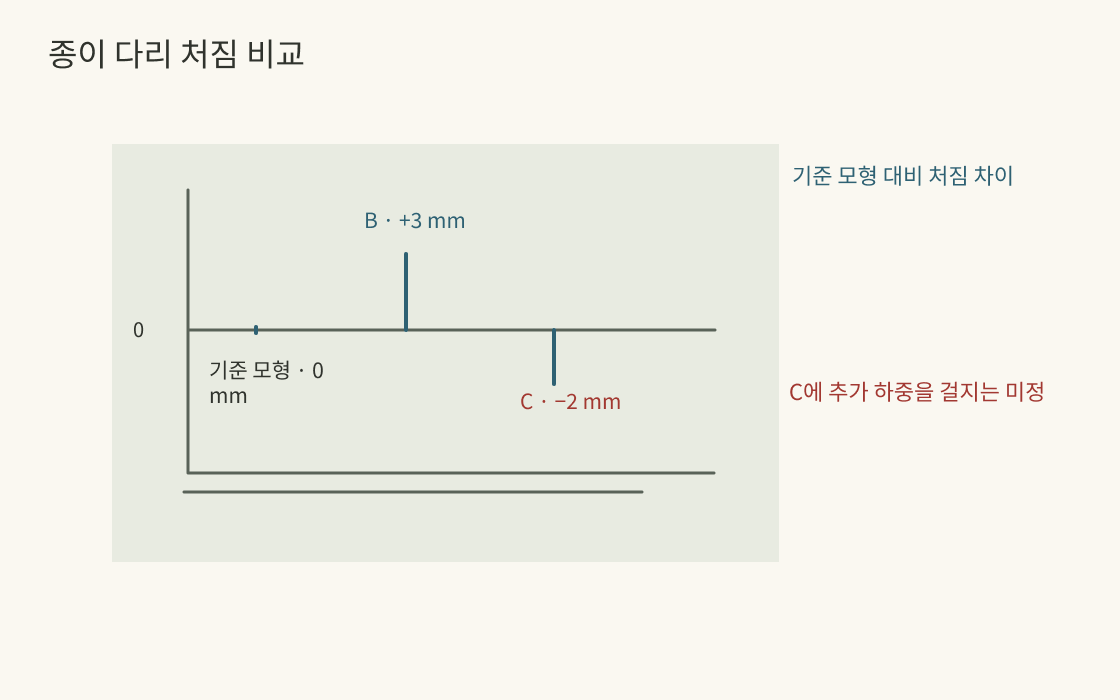 종이 다리 처짐 비교
기준 모형 대비 처짐 차이
B · +3 mm
0
기준 모형 · 0
mm
C · −2 mm
C에 추가 하중을 걸지는 미정